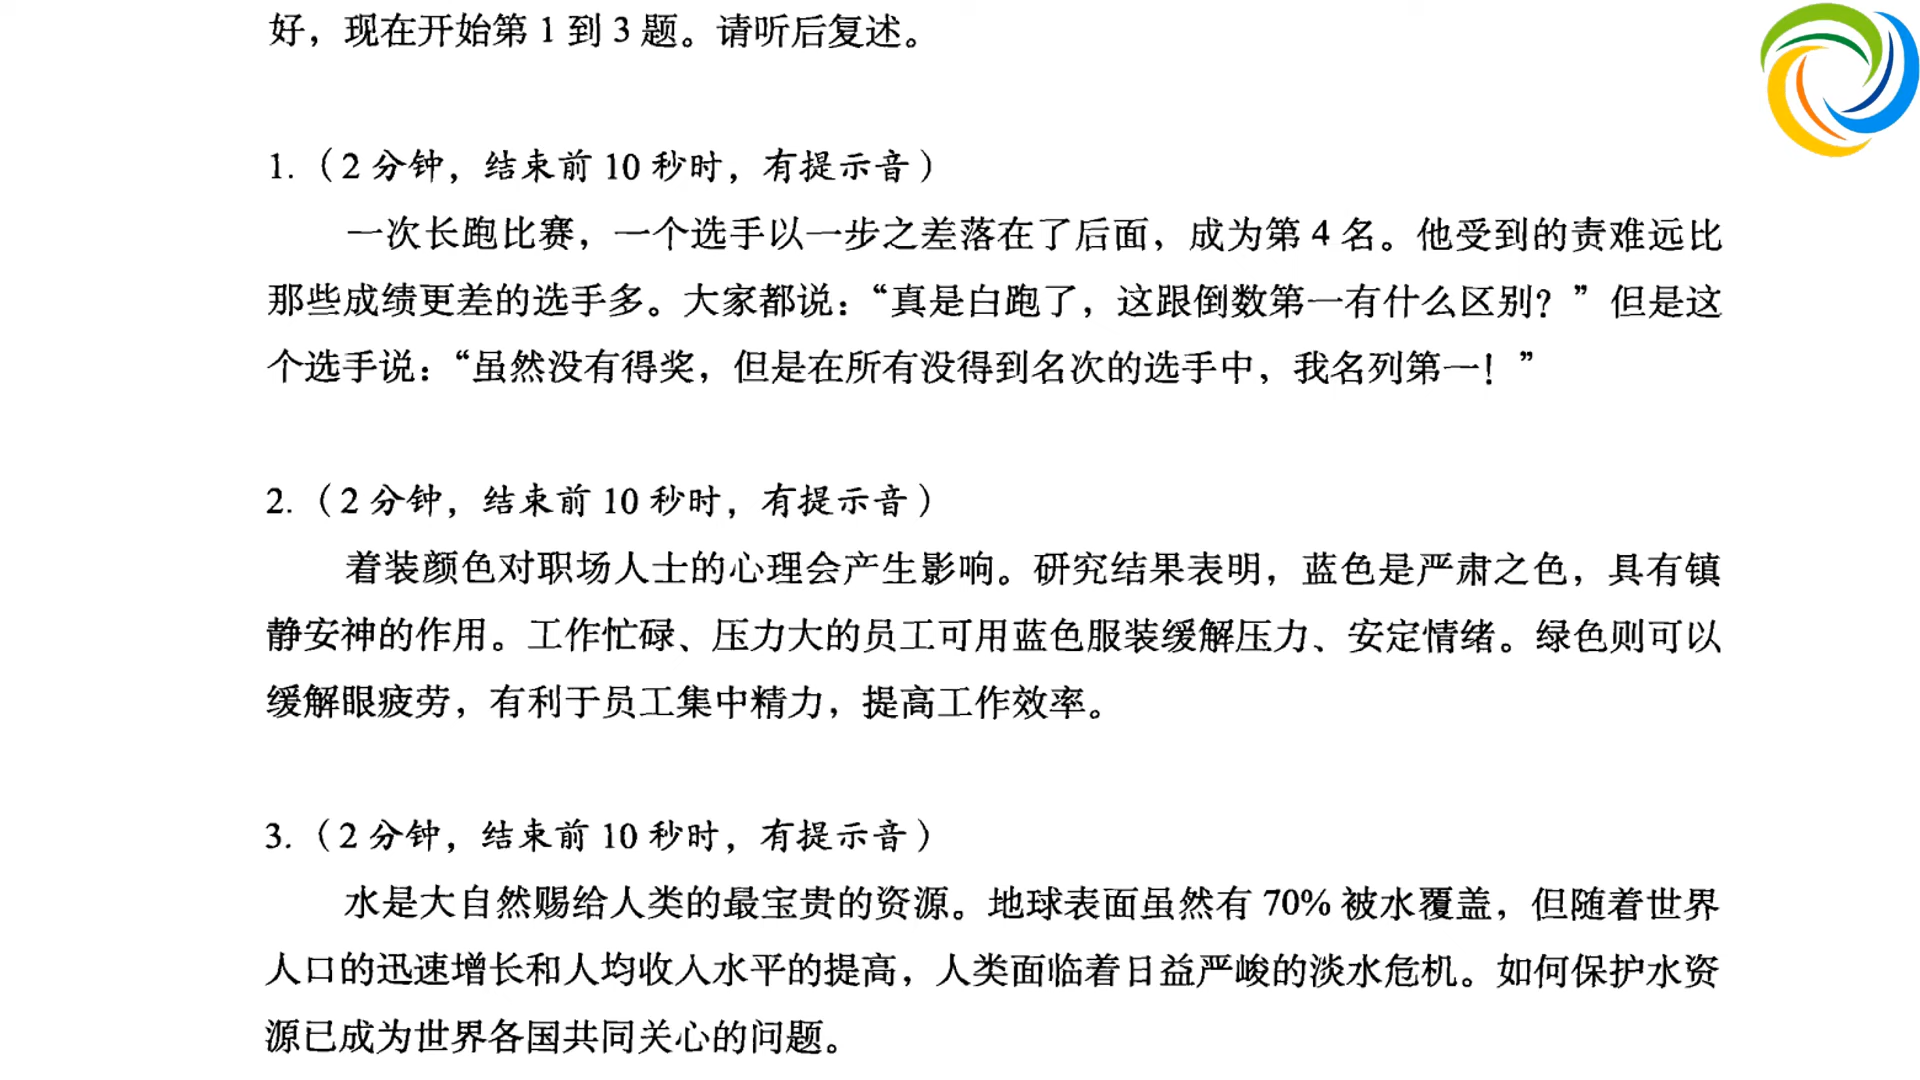 好，现在开始第 1 到 3 题。请听后复述。
1.（2 分钟，结束前 10 秒时，有提示音）
一次长跑比赛，一个选手以一步之差落在了后面，成为第 4 名。他受到的责难远比
那些成绩更差的选手多。大家都说：“真是白跑了，这跟倒数第一有什么区别？”但是这
个选手说：“虽然没有得奖，但是在所有没得到名次的选手中，我名列第一！”
2.（2 分钟，结束前 10 秒时，有提示音）
着装颜色对职场人士的心理会产生影响。研究结果表明，蓝色是严肃之色，具有镇
静安神的作用。工作忙碌、压力大的员工可用蓝色服装缓解压力、安定情绪。绿色则可以
缓解眼疲劳，有利于员工集中精力，提高工作效率。
3.（2 分钟，结束前 10 秒时，有提示音）
水是大自然赐给人类的最宝贵的资源。地球表面虽然有 70% 被水覆盖，但随着世界
人口的迅速增长和人均收入水平的提高，人类面临着日益严峻的淡水危机。如何保护水资
源已成为世界各国共同关心的问题。